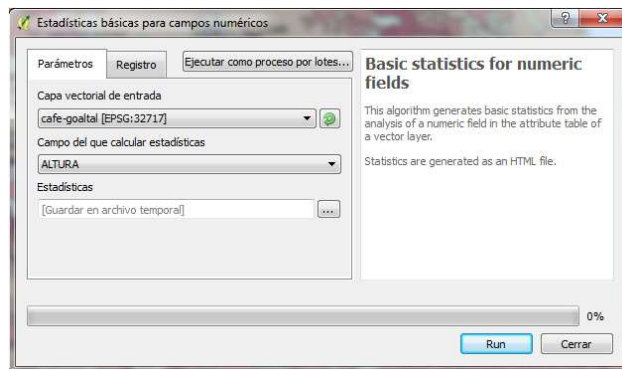 Estadísticas básicas para campos numéricos
Parámetros
Registro
Ejecutar como proceso por lotes...
Capa vectorial de entrada
cafe-goaltal [EPSG:32717]
Campo del que calcular estadísticas
ALTURA
Estadísticas
[Guardar en archivo temporal]
...
Basic statistics for numeric
fields
This algorithm generates basic statistics from the
analysis of a numeric field in the attribute table of
a vector layer.
Statistics are generated as an HTML file.
0%
Run
Cerrar